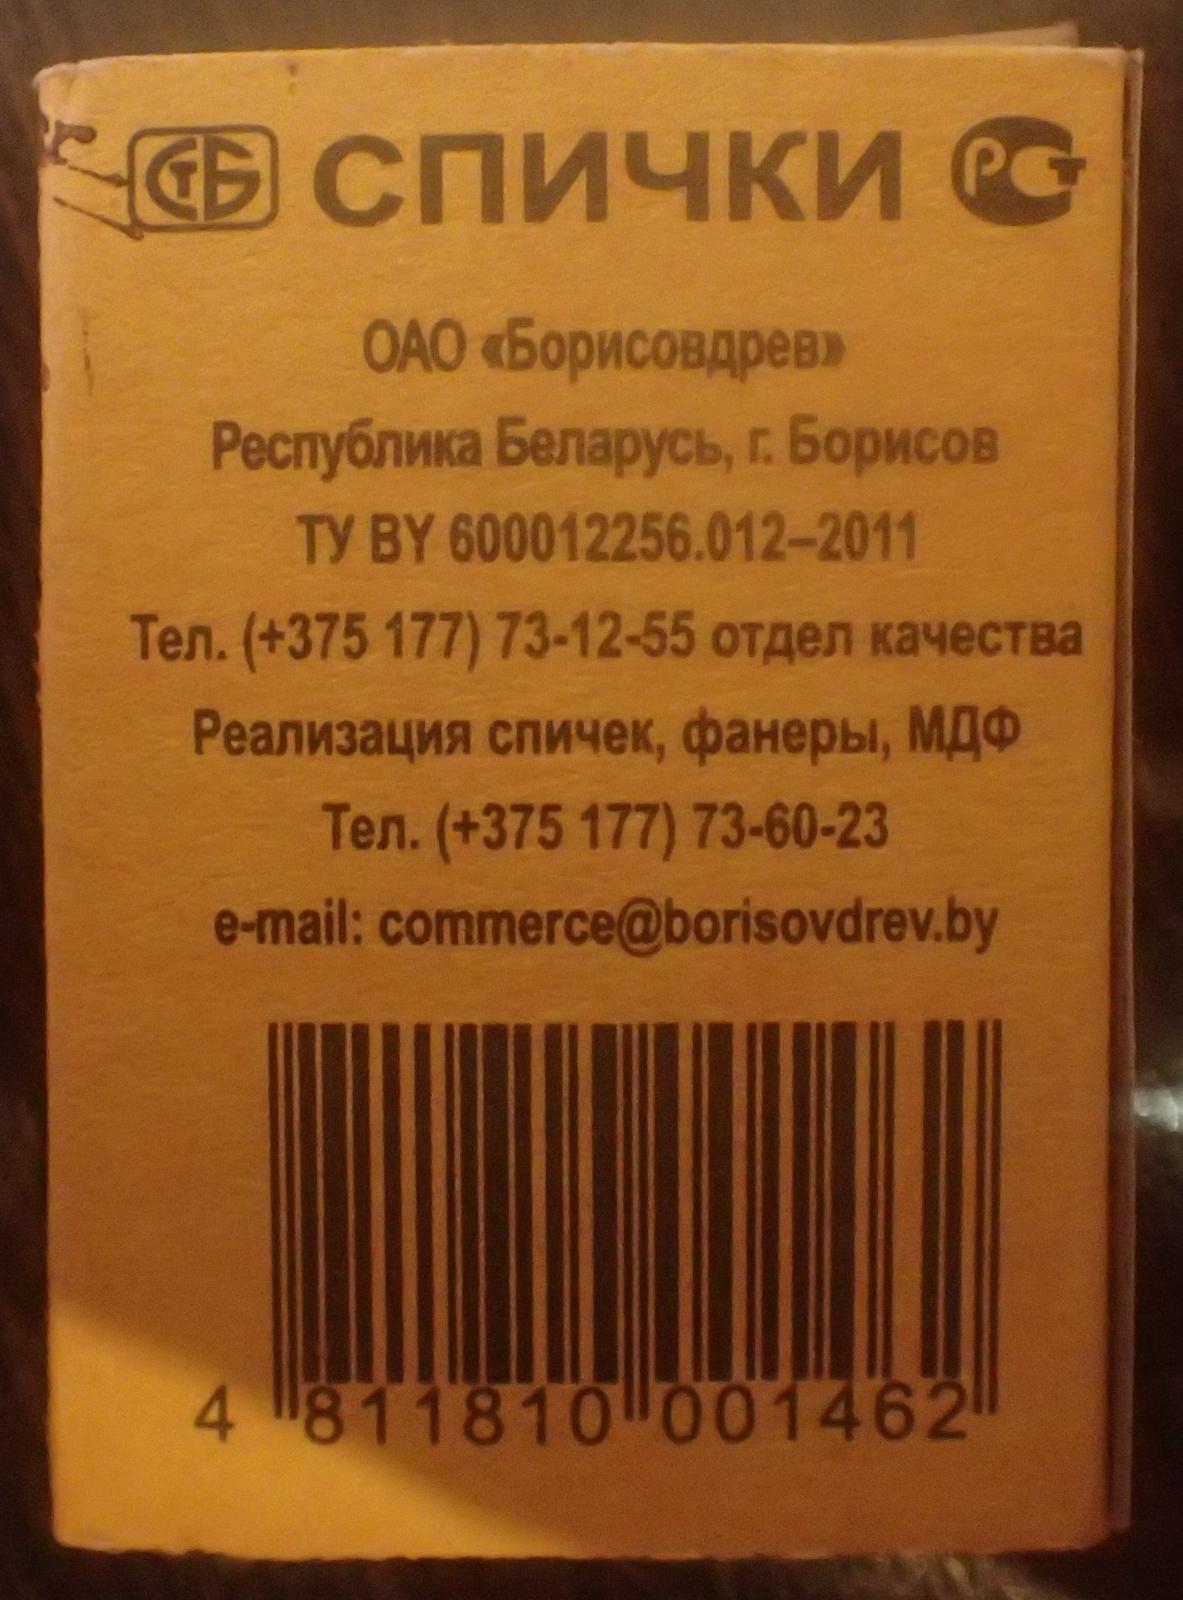 СТБ СПИЧКИ РСТ
ОАО «Борисовдрев»
Республика Беларусь, г. Борисов
ТУ BY 600012256.012–2011
Тел. (+375 177) 73-12-55 отдел качества
Реализация спичек, фанеры, МДФ
Тел. (+375 177) 73-60-23
e-mail: commerce@borisovdrev.by
4 811810 001462